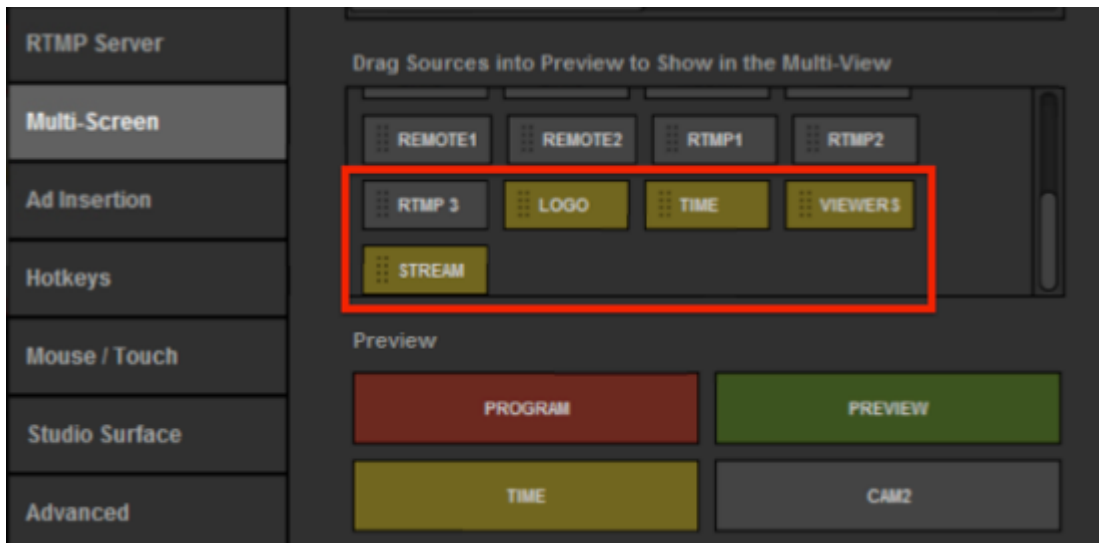 RTMP Server
Multi-Screen
Ad Insertion
Hotkeys
Mouse / Touch
Studio Surface
Advanced
Drag Sources into Preview to Show in the Multi-View
REMOTE1 REMOTE2 RTMP1 RTMP2
RTMP 3 LOGO TIME VIEWERS
STREAM
Preview
PROGRAM PREVIEW
TIME CAM2